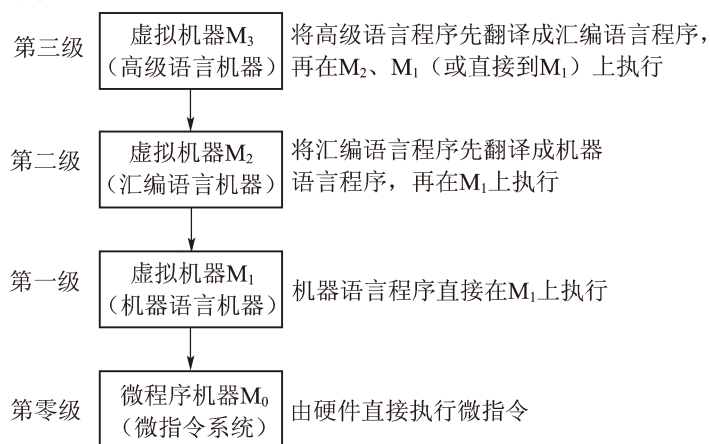 第三级
虚拟机器M₃
（高级语言机器）
将高级语言程序先翻译成汇编语言程序，
再在M₂、M₁（或直接到M₁）上执行
第二级
虚拟机器M₂
（汇编语言机器）
将汇编语言程序先翻译成机器
语言程序，再在M₁上执行
第一级
虚拟机器M₁
（机器语言机器）
机器语言程序直接在M₁上执行
第零级
微程序机器M₀
（微指令系统）
由硬件直接执行微指令